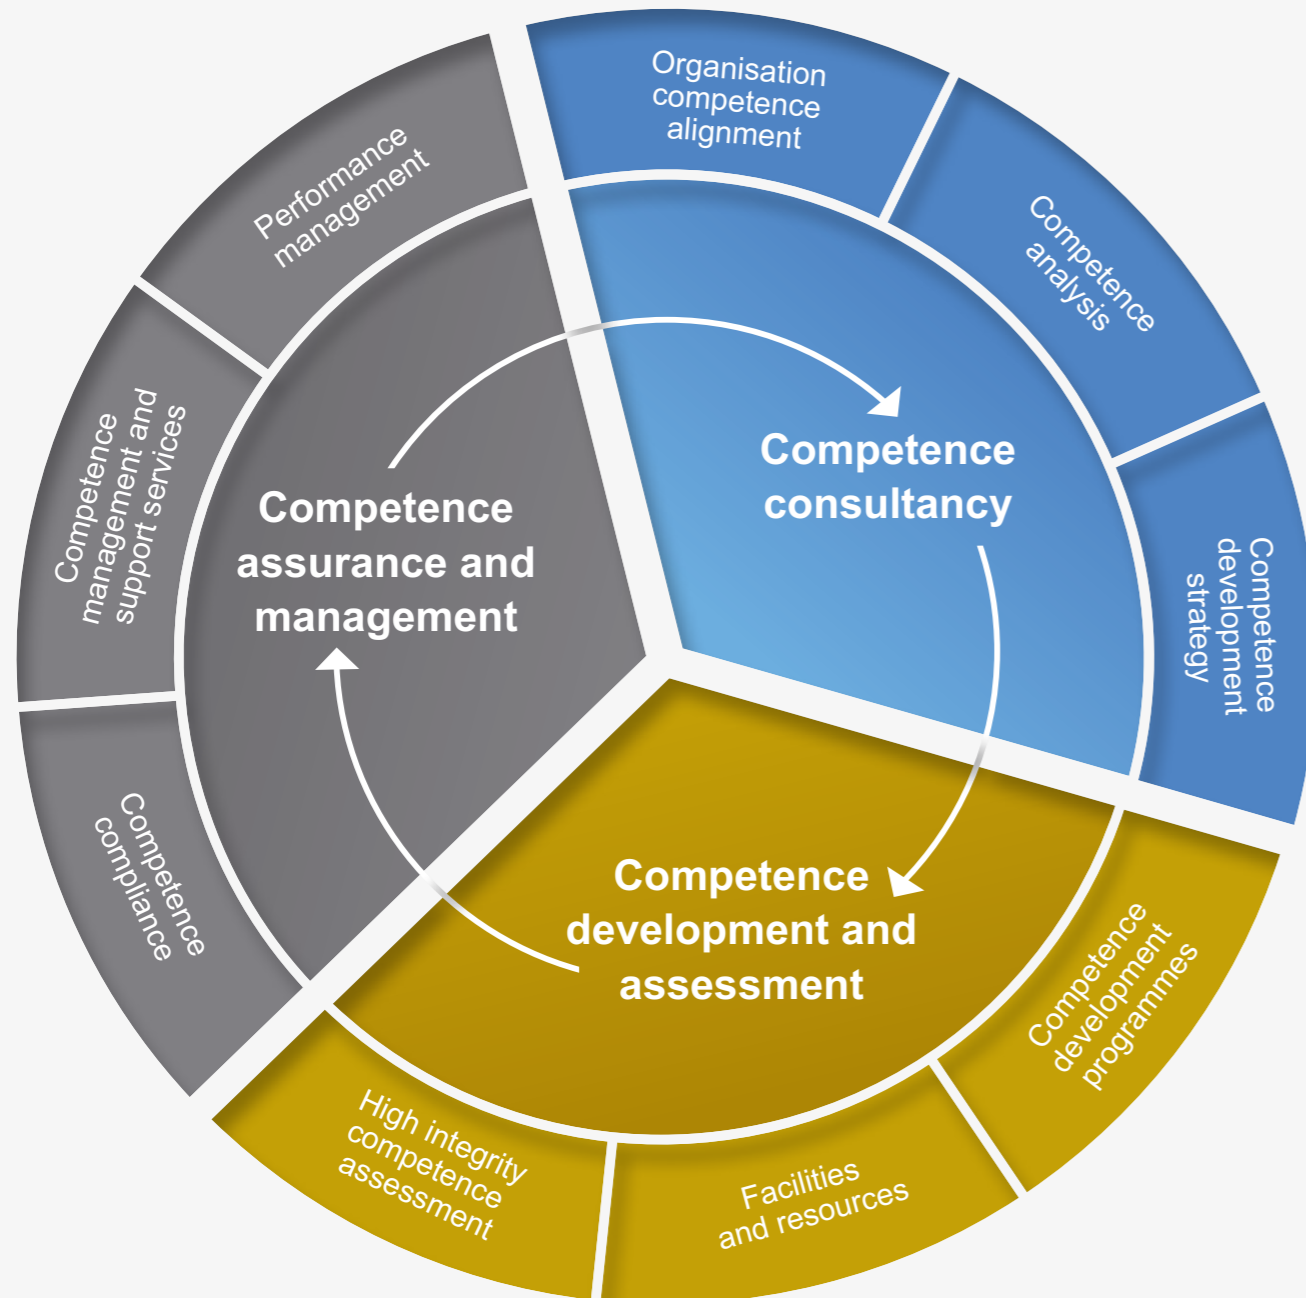 Organisation
competence
alignment
Competence
analysis
Competence
development
strategy
Competence
consultancy
Competence
development
programmes
Facilities
and resources
High integrity
competence
assessment
Competence
development and
assessment
Competence
compliance
Competence
management and
support services
Performance
management
Competence
assurance and
management